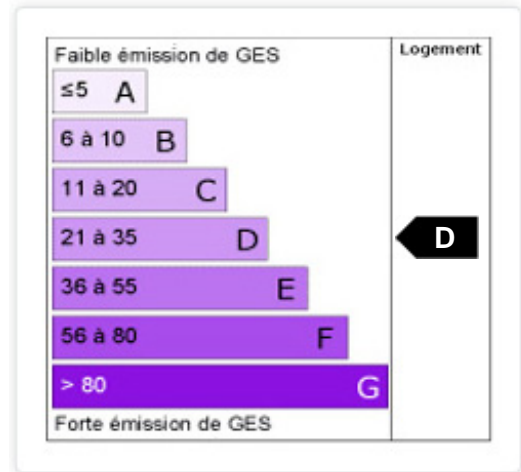 Faible émission de GES
Logement
≤5 A
6 à 10 B
11 à 20 C
21 à 35 D
D
36 à 55 E
56 à 80 F
> 80 G
Forte émission de GES